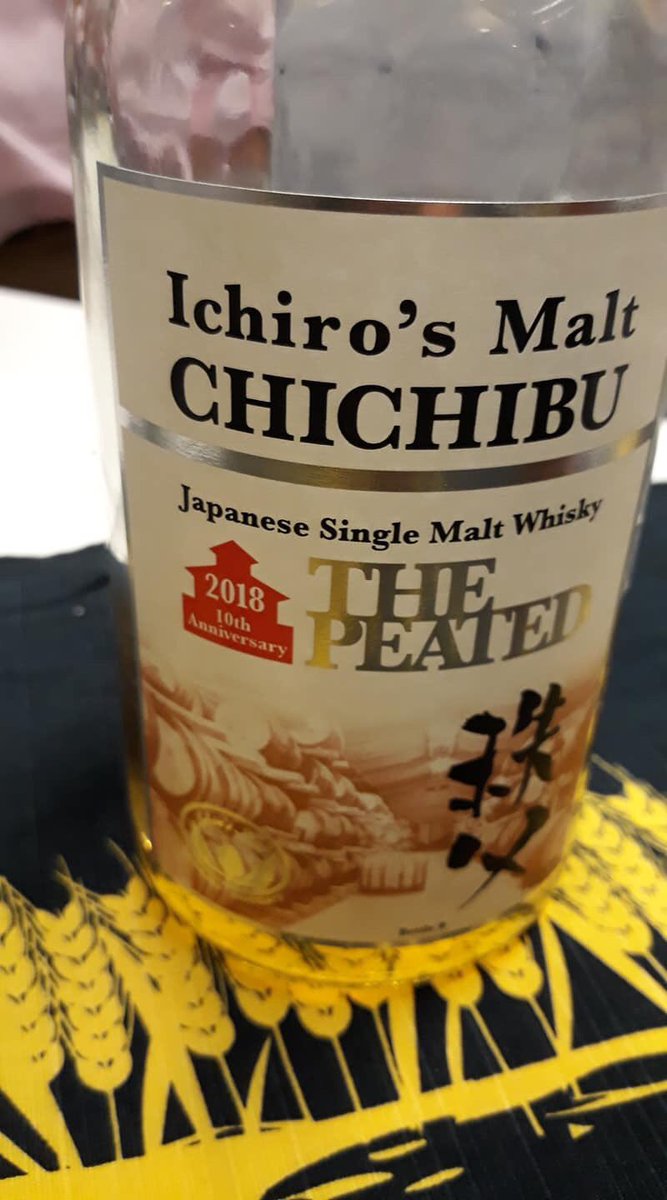 Ichiro's Malt
CHICHIBU
Japanese Single Malt Whisky
2018
10th
Anniversary
THE
PEATED
秩父